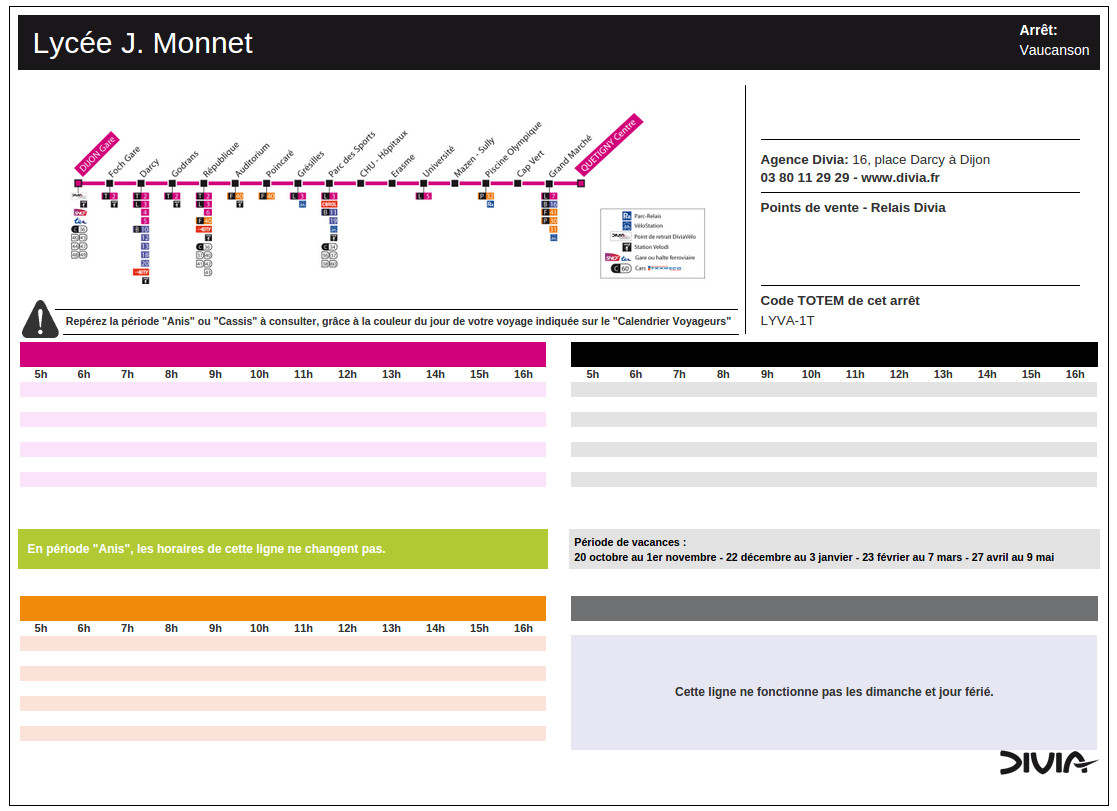 Lycée J. Monnet
Arrêt:
Vaucanson
DIJON Gare
Foch Gare
Darcy
Godrans
République
Auditorium
Poincaré
Grésilles
Parc des Sports
CHU - Hôpitaux
Erasme
Université
Mazen - Sully
Piscine Olympique
Cap Vert
Grand Marché
QUETIGNY Centre
Parc-Relais
VéloStation
Point de retrait DiviaVélo
Station Velodi
Gare ou halte ferroviaire
C 60 Cars
Agence Divia: 16, place Darcy à Dijon
03 80 11 29 29 - www.divia.fr
Points de vente - Relais Divia
Code TOTEM de cet arrêt
LYVA-1T
Repérez la période "Anis" ou "Cassis" à consulter, grâce à la couleur du jour de votre voyage indiquée sur le "Calendrier Voyageurs"
5h 6h 7h 8h 9h 10h 11h 12h 13h 14h 15h 16h
5h 6h 7h 8h 9h 10h 11h 12h 13h 14h 15h 16h
En période "Anis", les horaires de cette ligne ne changent pas.
Période de vacances :
20 octobre au 1er novembre - 22 décembre au 3 janvier - 23 février au 7 mars - 27 avril au 9 mai
5h 6h 7h 8h 9h 10h 11h 12h 13h 14h 15h 16h
Cette ligne ne fonctionne pas les dimanche et jour férié.
DIVIA